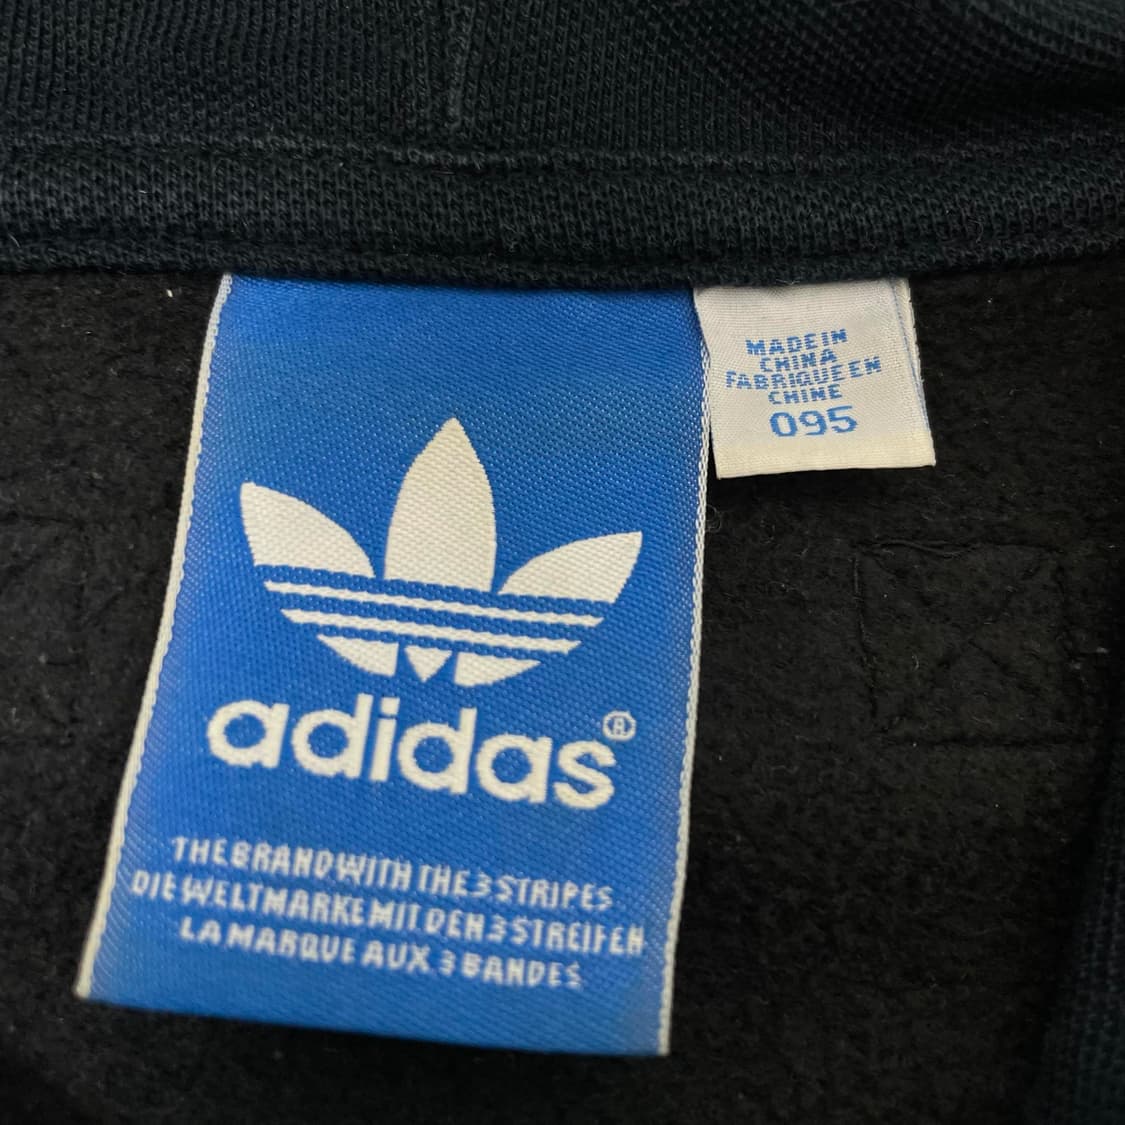 adidas®
THE BRAND WITH THE 3 STRIPES
DIE WELTMARKE MIT DEN 3 STREIFEN
LA MARQUE AUX 3 BANDES
MADE IN
CHINA
FABRIQUE EN
CHINE
095